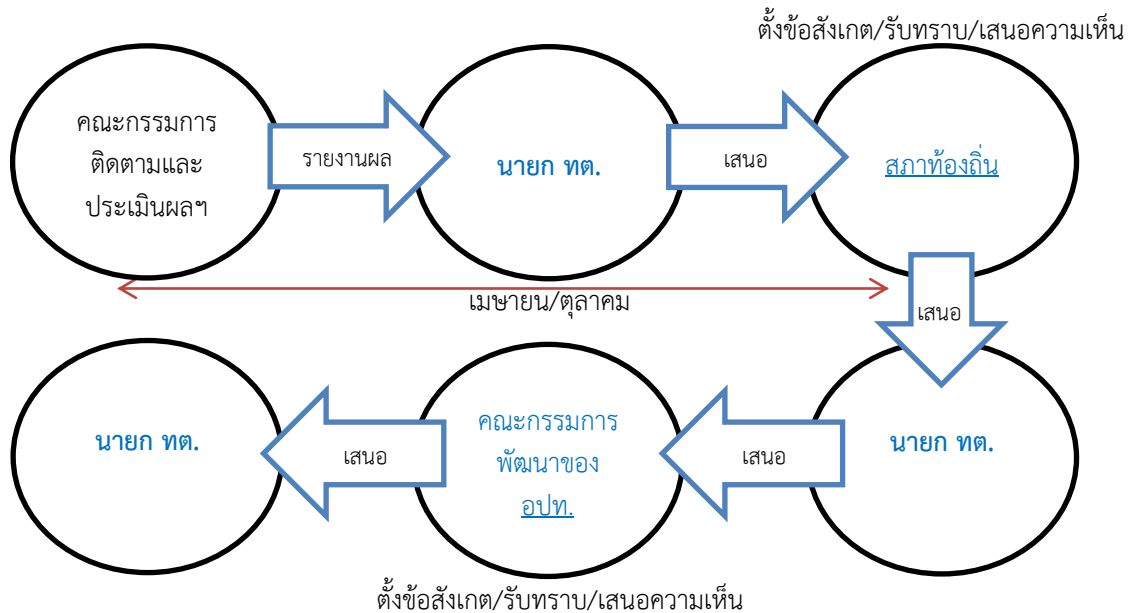 ตั้งข้อสังเกต/รับทราบ/เสนอความเห็น
คณะกรรมการ
ติดตามและ
ประเมินผลฯ
รายงานผล
นายก ทต.
เสนอ
สภาท้องถิ่น
เมษายน/ตุลาคม
เสนอ
นายก ทต.
เสนอ
คณะกรรมการ
พัฒนาของ
อปท.
เสนอ
นายก ทต.
ตั้งข้อสังเกต/รับทราบ/เสนอความเห็น